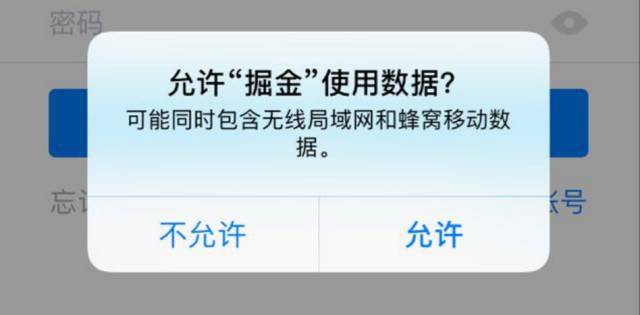 密码
允许“掘金”使用数据？
可能同时包含无线局域网和蜂窝移动数
据。
忘记
账号
不允许
允许